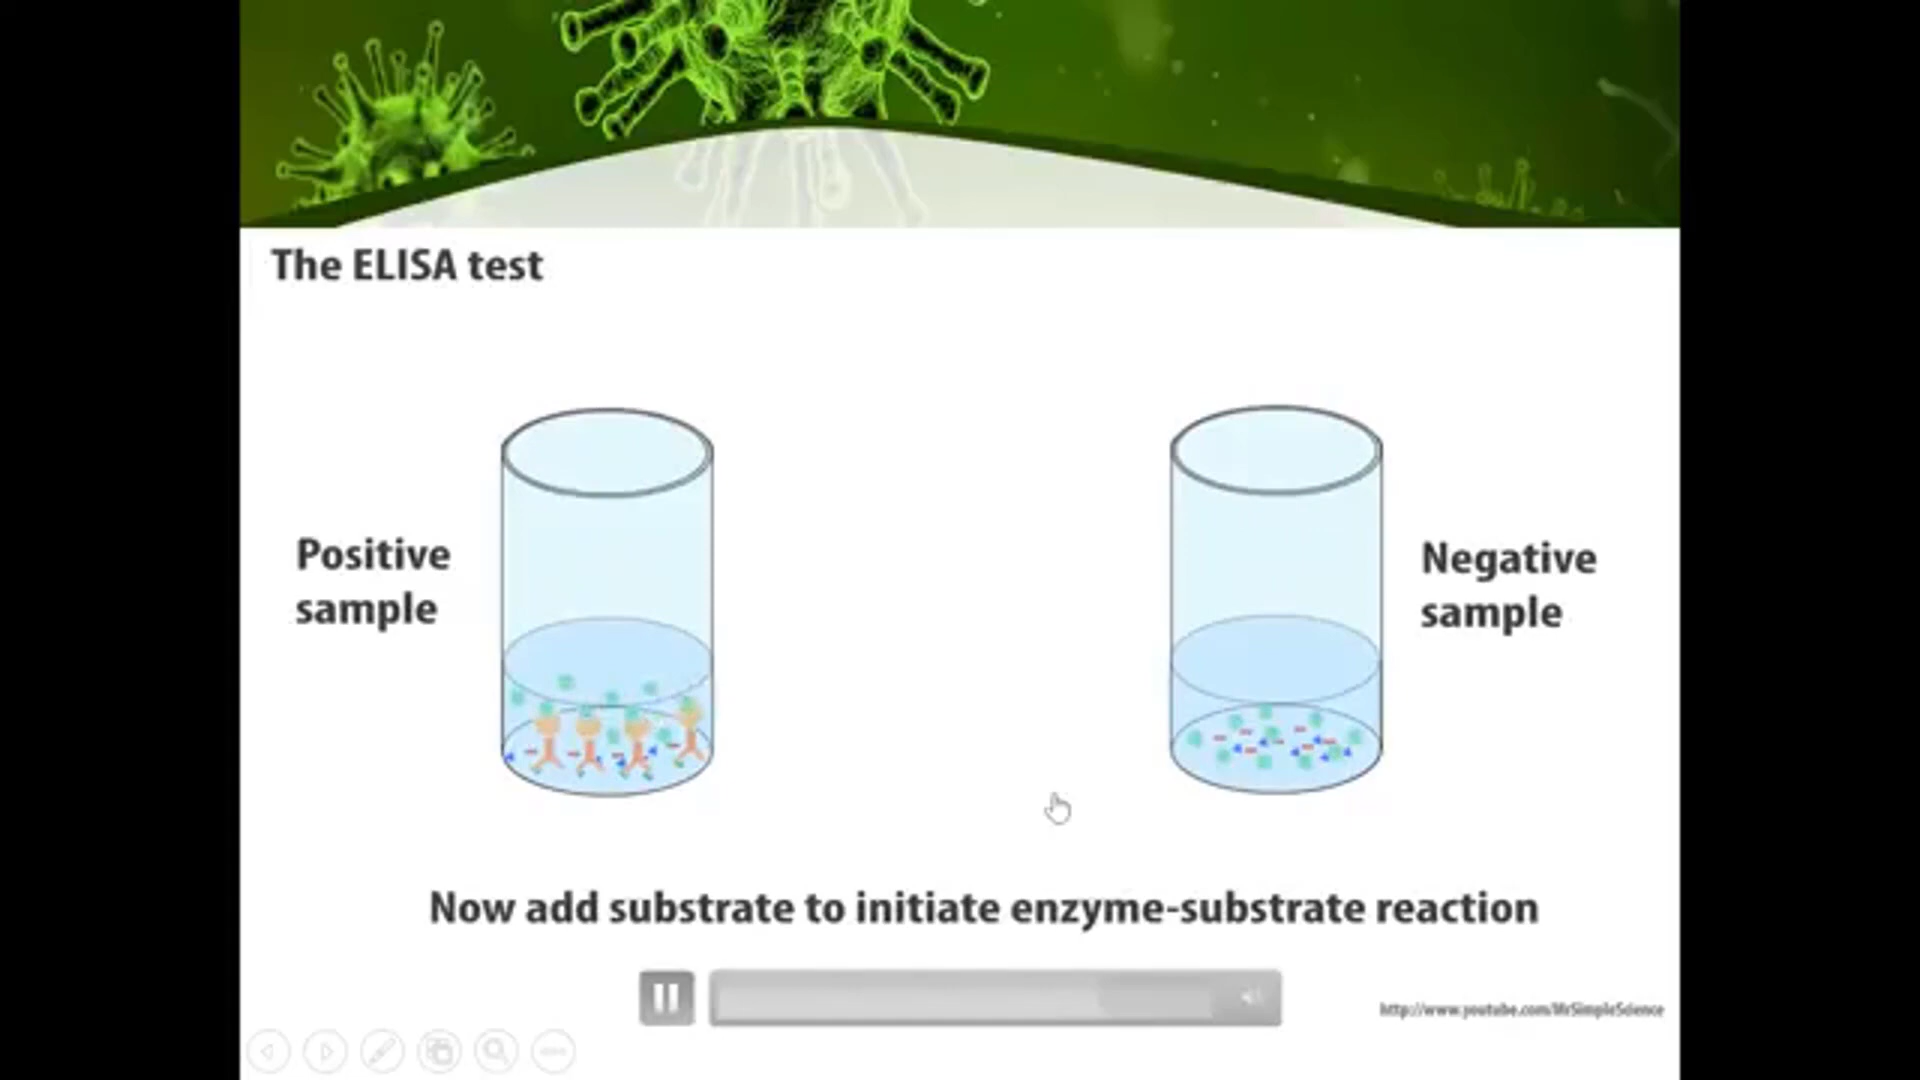 The ELISA test
Positive
sample
Negative
sample
Now add substrate to initiate enzyme-substrate reaction
http://www.youtube.com/MrSimpleScience